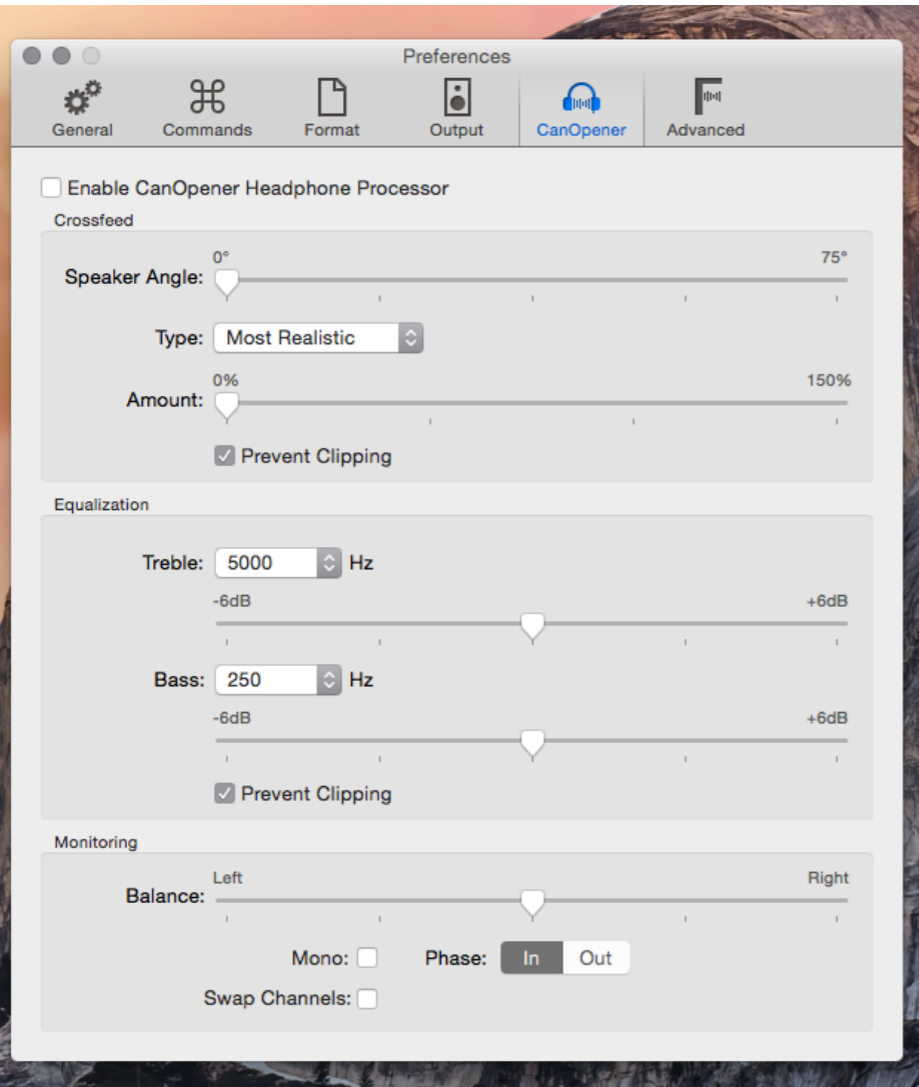 Preferences
General Commands Format Output CanOpener Advanced
Enable CanOpener Headphone Processor
Crossfeed
0° 75°
Speaker Angle:
Type: Most Realistic
0% 150%
Amount:
Prevent Clipping
Equalization
Treble: 5000 Hz
-6dB +6dB
Bass: 250 Hz
-6dB +6dB
Prevent Clipping
Monitoring
Left Right
Balance:
Mono: Phase: In Out
Swap Channels: